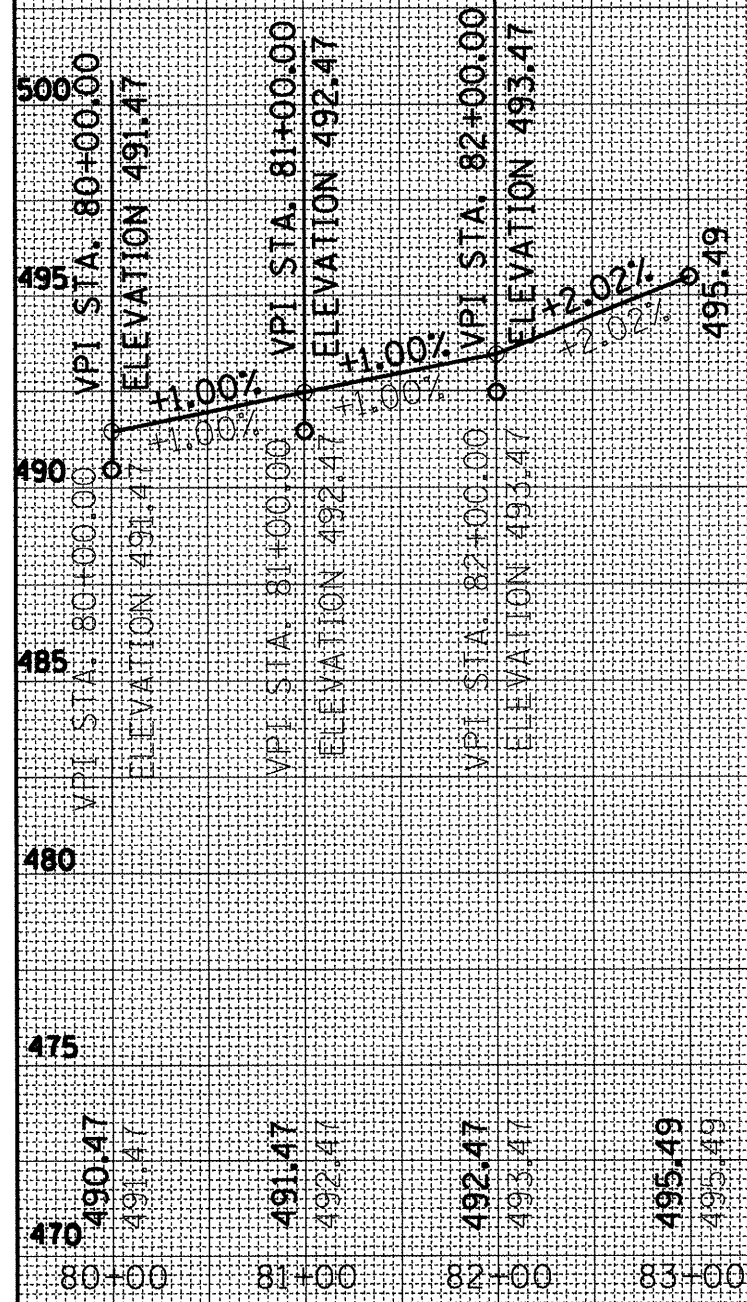 500
495
490
485
480
475
470
VPI STA. 80+00.00
ELEVATION 491.47
VPI STA. 81+00.00
ELEVATION 492.47
VPI STA. 82+00.00
ELEVATION 493.47
+1.00%
+1.00%
+1.00%
+1.00%
+2.02%
+2.02%
495.49
VPI STA. 80+00.00
ELEVATION 491.47
VPI STA. 81+00.00
ELEVATION 492.47
VPI STA. 82+00.00
ELEVATION 493.47
490.47
491.47
491.47
492.47
492.47
493.47
495.49
495.49
80+00
81+00
82+00
83+00